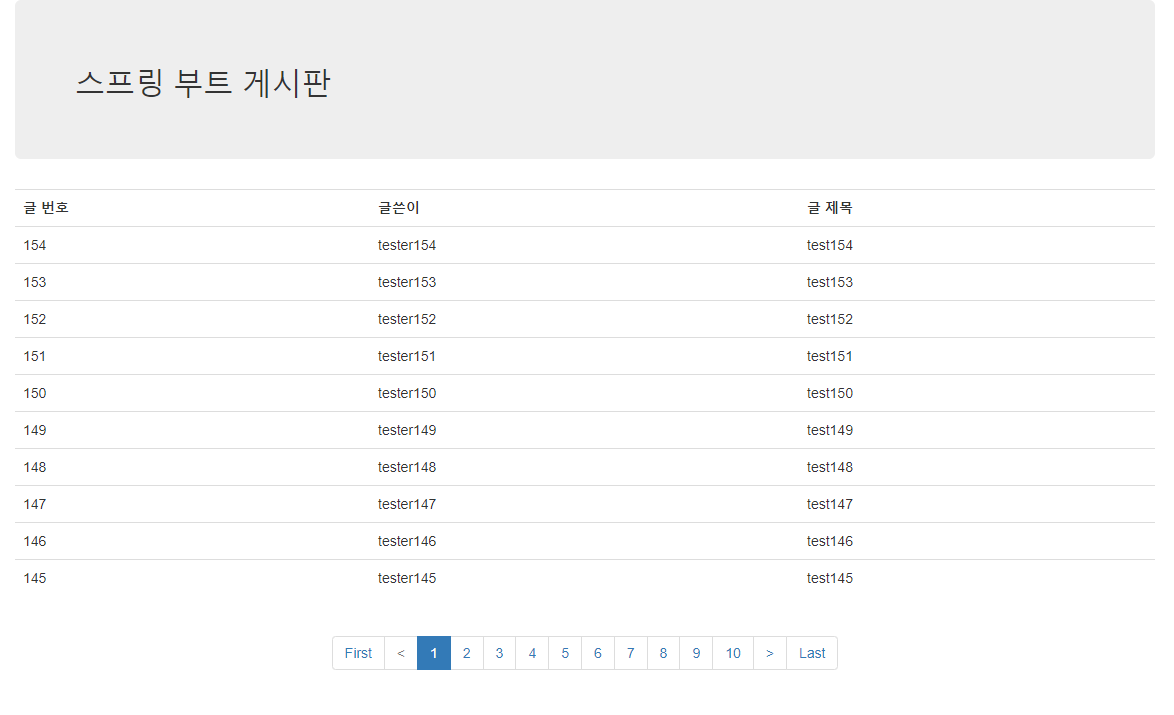 스프링 부트 게시판
글 번호 글쓴이 글 제목
154 tester154 test154
153 tester153 test153
152 tester152 test152
151 tester151 test151
150 tester150 test150
149 tester149 test149
148 tester148 test148
147 tester147 test147
146 tester146 test146
145 tester145 test145
First < 1 2 3 4 5 6 7 8 9 10 > Last